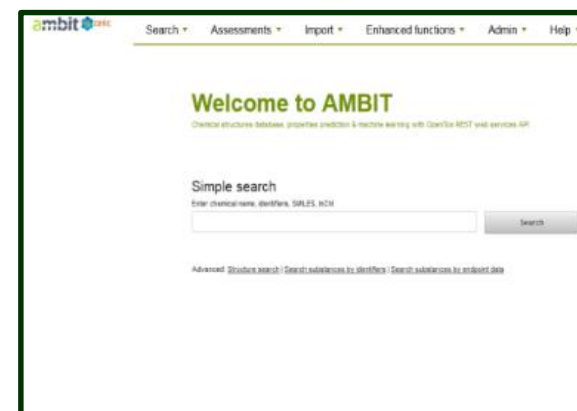 ambit cefic
Search Assessments Import Enhanced functions Admin Help
Welcome to AMBIT
Chemical structures database, properties prediction & machine learning with OpenTox REST web services API
Simple search
Enter chemical name, identifiers, SMILES, InChI
Search
Advanced: Structure search | Search substances by identifiers | Search substances by endpoint data